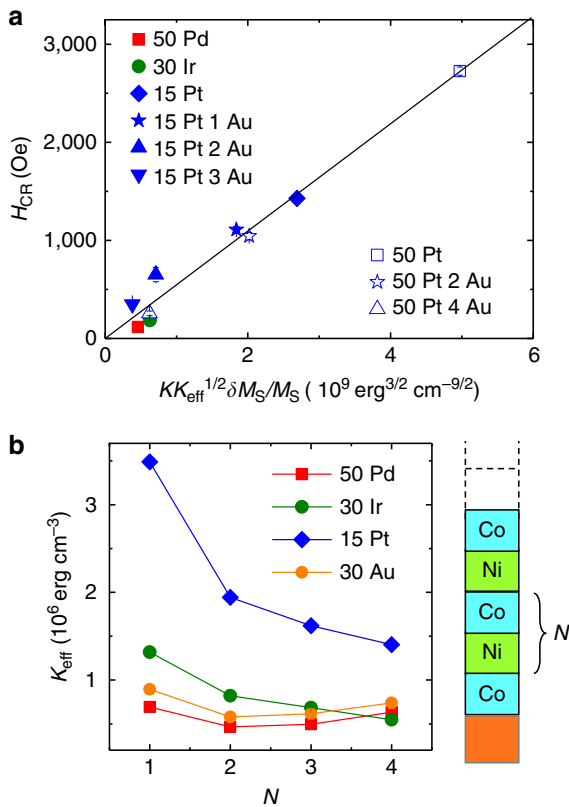 a
3,000
2,000
1,000
0
H_CR (Oe)
50 Pd
30 Ir
15 Pt
15 Pt 1 Au
15 Pt 2 Au
15 Pt 3 Au
50 Pt
50 Pt 2 Au
50 Pt 4 Au
0 2 4 6
KK_eff^1/2 δM_S/M_S ( 10^9 erg^3/2 cm^−9/2)
b
3
2
1
K_eff (10^6 erg cm^−3)
50 Pd
30 Ir
15 Pt
30 Au
1 2 3 4
N
Co
Ni
Co
Ni
Co
N